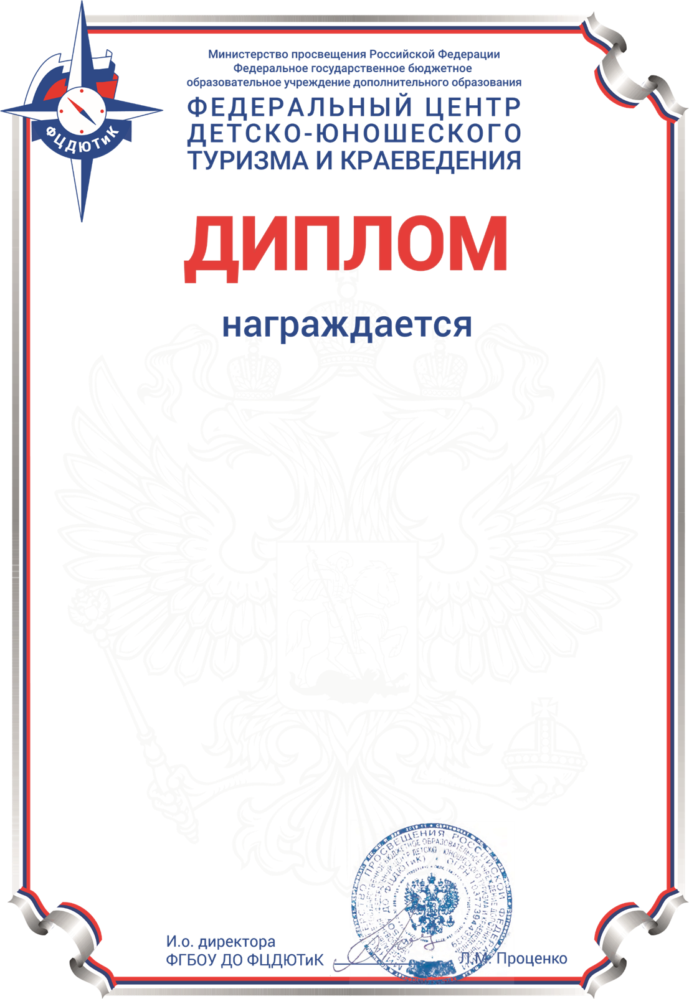 Министерство просвещения Российской Федерации
Федеральное государственное бюджетное
образовательное учреждение дополнительного образования
ФЕДЕРАЛЬНЫЙ ЦЕНТР
ДЕТСКО-ЮНОШЕСКОГО
ТУРИЗМА И КРАЕВЕДЕНИЯ
ФЦДЮТиК
ДИПЛОМ
награждается
И.о. директора
ФГБОУ ДО ФЦДЮТиК
Л.М. Проценко